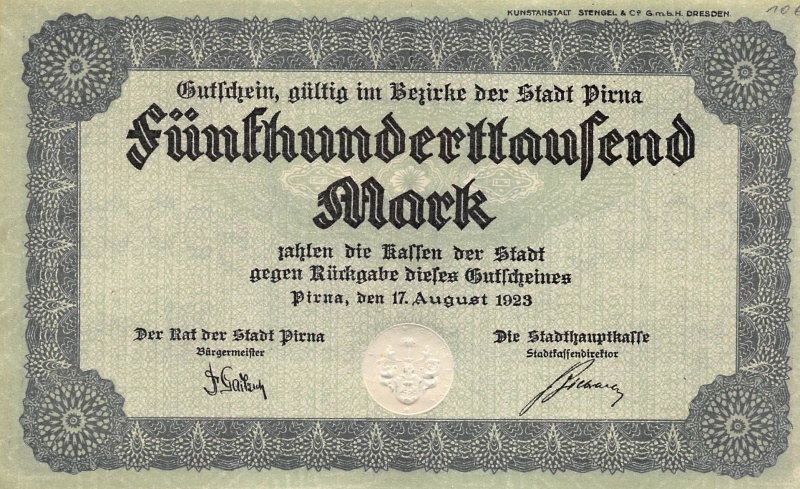 KUNSTANSTALT STENGEL & Co G.m.b.H. DRESDEN.
Gutschein, gültig im Bezirke der Stadt Pirna
Fünfhunderttausend
Mark
zahlen die Kassen der Stadt
gegen Rückgabe dieses Gutscheines
Pirna, den 17. August 1923
Der Rat der Stadt Pirna
Bürgermeister
Die Stadthauptkasse
Stadtkassendirektor